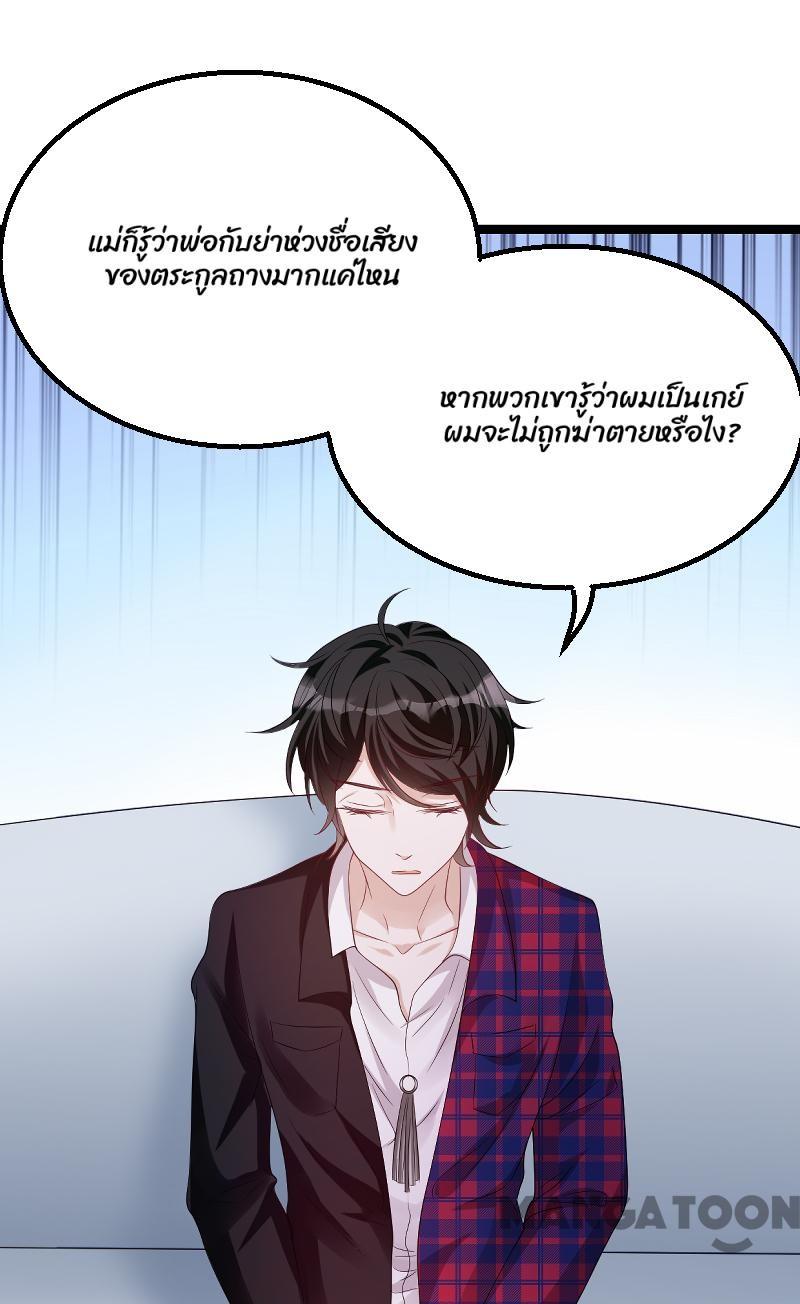 แม่ก็รู้ว่าพ่อกับย่าห่วงชื่อเสียง
ของตระกูลถางมากแค่ไหน
หากพวกเขารู้ว่าผมเป็นเกย์
ผมจะไม่ถูกฆ่าตายหรือไง?
MANGATOON